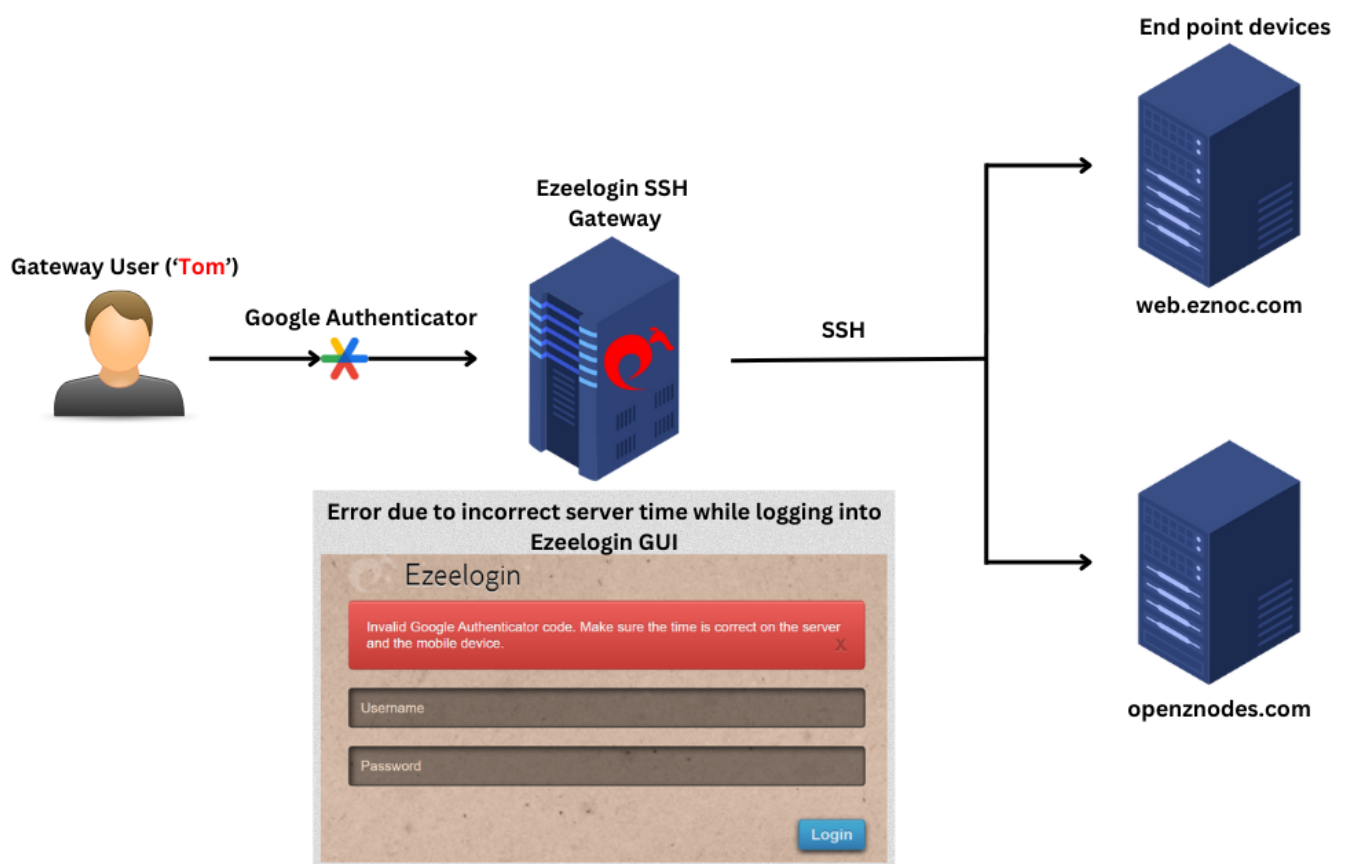 End point devices
Ezeelogin SSH
Gateway
Gateway User (‘Tom’)
Google Authenticator
SSH
web.eznoc.com
Error due to incorrect server time while logging into
Ezeelogin GUI
Ezeelogin
Invalid Google Authenticator code. Make sure the time is correct on the server
and the mobile device.
X
Username
Password
Login
openznodes.com